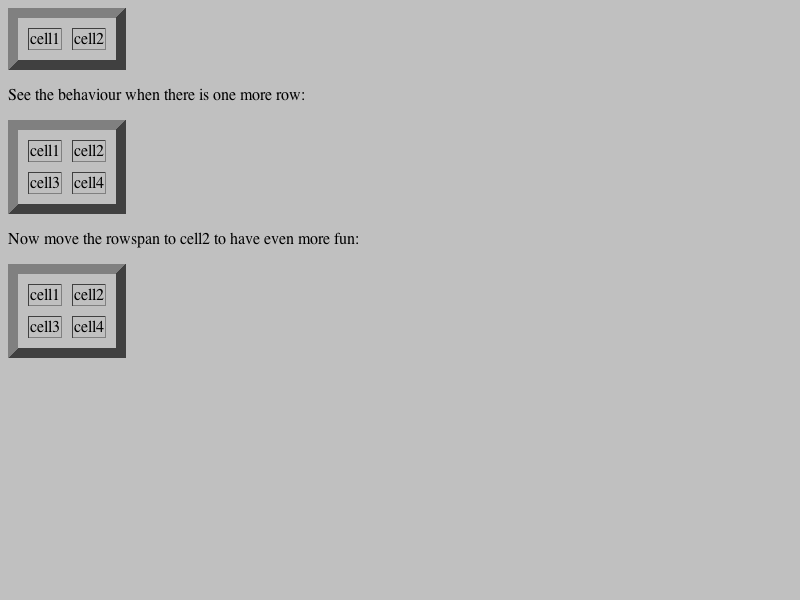 cell1 cell2
See the behaviour when there is one more row:
cell1 cell2
cell3 cell4
Now move the rowspan to cell2 to have even more fun:
cell1 cell2
cell3 cell4